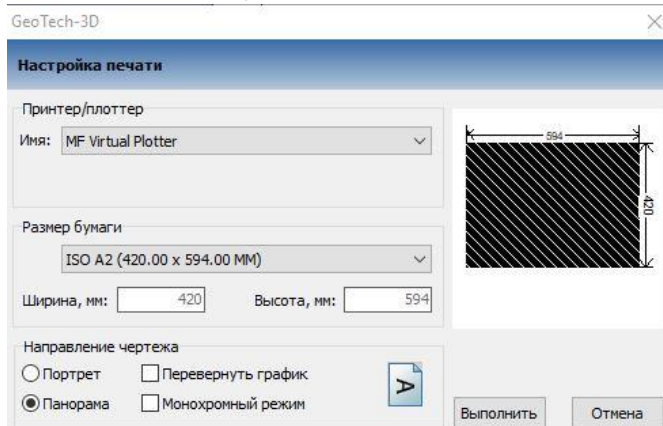 GeoTech-3D
Настройка печати
Принтер/плоттер
Имя: MF Virtual Plotter
594
420
Размер бумаги
ISO A2 (420.00 x 594.00 MM)
Ширина, мм: 420 Высота, мм: 594
Направление чертежа
Портрет Перевернуть график
Панорама Монохромный режим
A
Выполнить Отмена